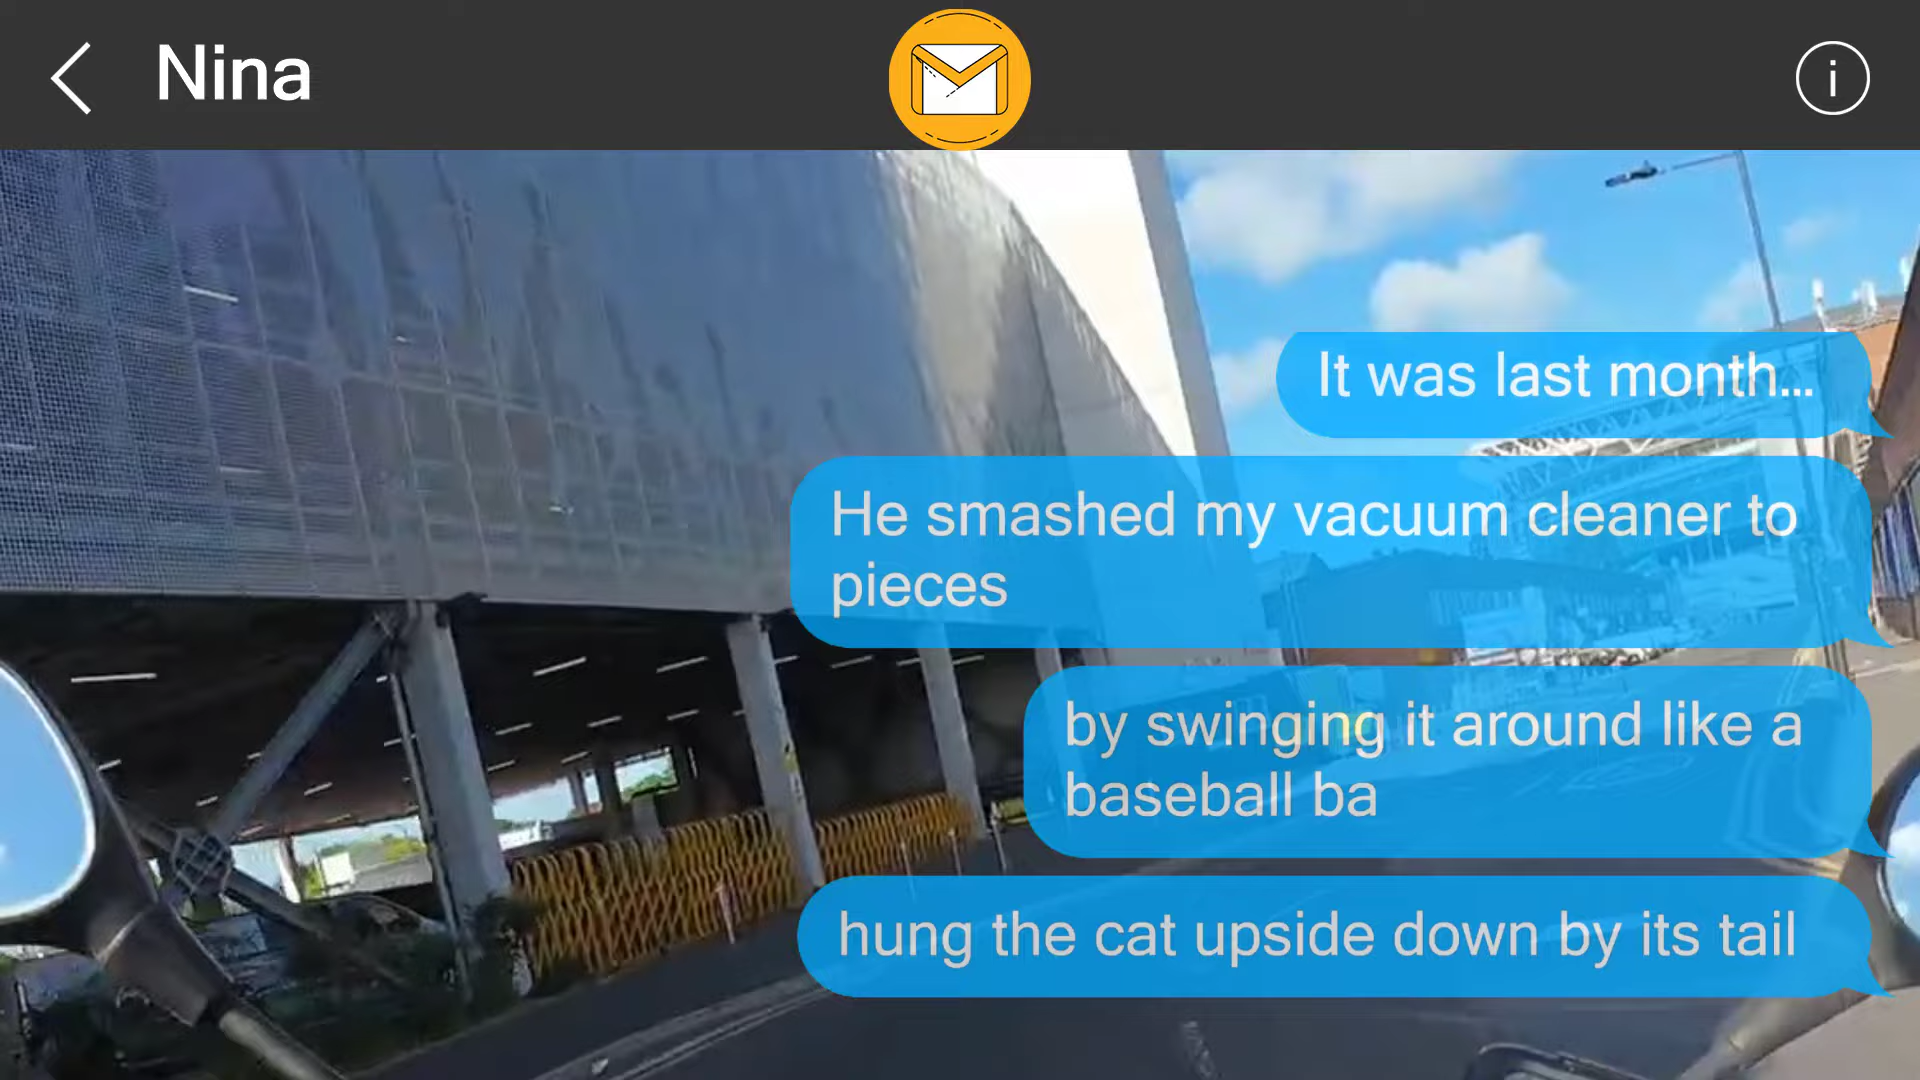 Nina
It was last month...
He smashed my vacuum cleaner to
pieces
by swinging it around like a
baseball ba
hung the cat upside down by its tail